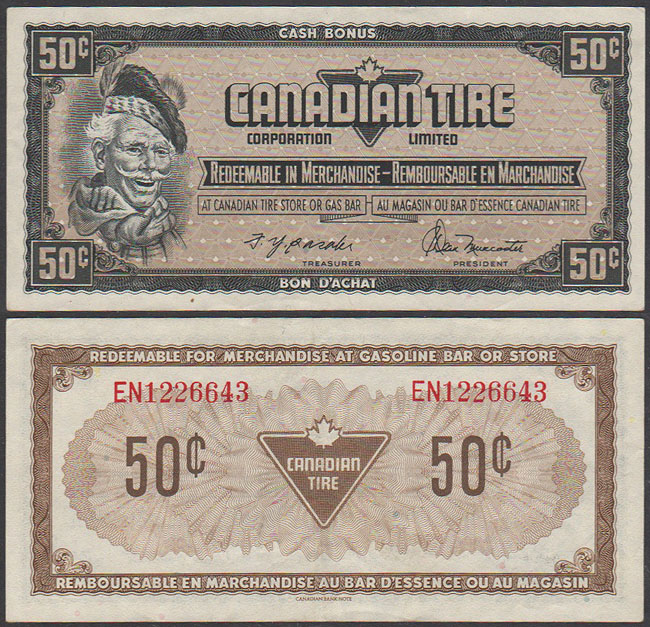 50¢ CASH BONUS 50¢
CANADIAN TIRE
CORPORATION LIMITED
REDEEMABLE IN MERCHANDISE – REMBOURSABLE EN MARCHANDISE
AT CANADIAN TIRE STORE OR GAS BAR AU MAGASIN OU BAR D'ESSENCE CANADIAN TIRE
TREASURER PRESIDENT
50¢ BON D'ACHAT 50¢
REDEEMABLE FOR MERCHANDISE AT GASOLINE BAR OR STORE
EN1226643 EN1226643
50¢ CANADIAN TIRE 50¢
REMBOURSABLE EN MARCHANDISE AU BAR D'ESSENCE OU AU MAGASIN
CANADIAN BANK NOTE